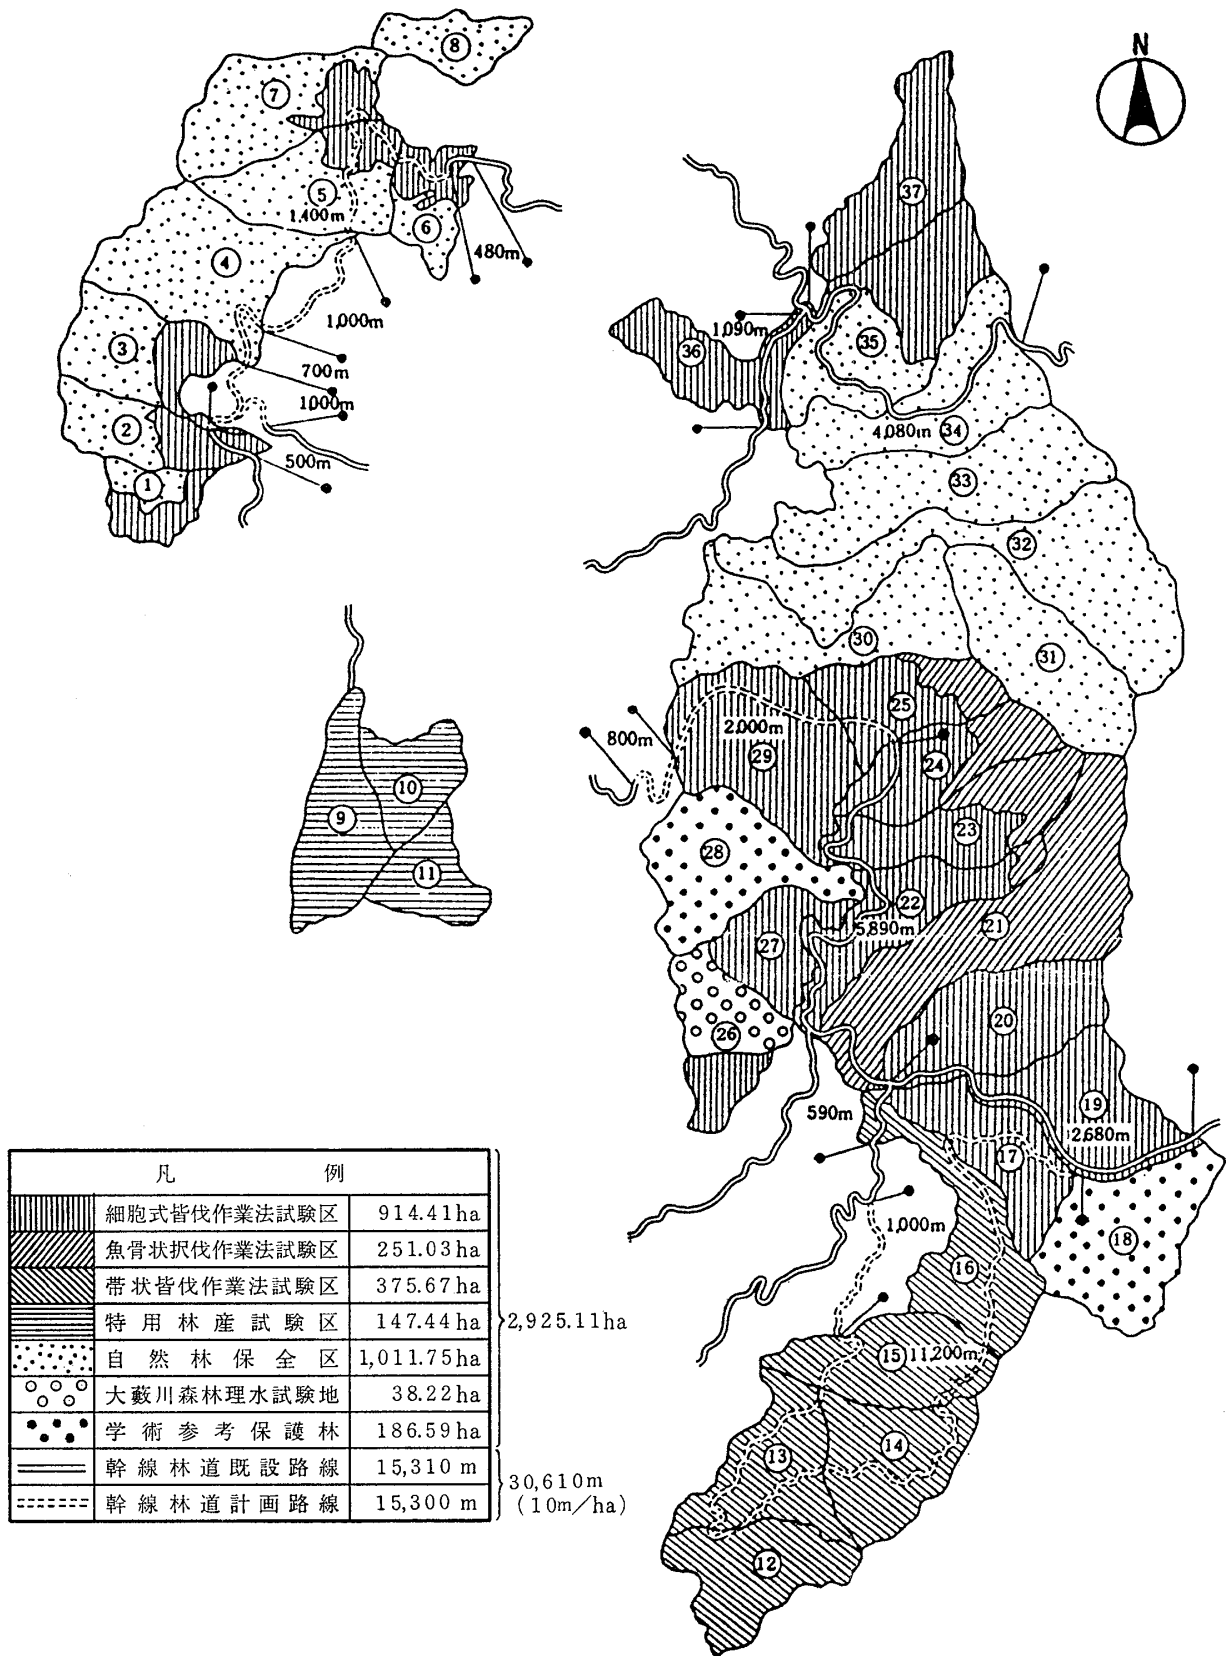 N
8
7
5
1,400m
6
480m
4
1,000m
3
700m
1,000m
2
500m
1
37
36
1,090m
35
4,080m
34
33
32
30
31
25
2,000m
800m
29
24
10
9
23
28
11
22
5,890m
21
27
20
26
19
590m
2,680m
17
1,000m
18
16
15
11,200m
14
13
12
凡例
細胞式皆伐作業法試験区 914.41ha
魚骨状択伐作業法試験区 251.03ha
帯状皆伐作業法試験区 375.67ha
特用林産試験区 147.44ha
2,925.11ha
自然林保全区 1,011.75ha
大藪川森林理水試験地 38.22ha
学術参考保護林 186.59ha
幹線林道既設路線 15,310 m
30,610m
(10m/ha)
幹線林道計画路線 15,300 m